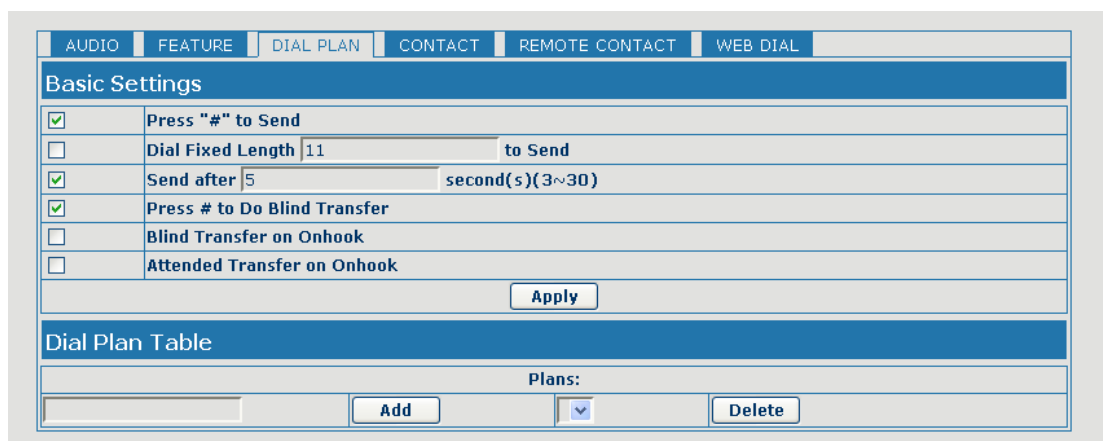 AUDIO FEATURE DIAL PLAN CONTACT REMOTE CONTACT WEB DIAL
Basic Settings
Press "#" to Send
Dial Fixed Length 11 to Send
Send after 5 second(s)(3~30)
Press # to Do Blind Transfer
Blind Transfer on Onhook
Attended Transfer on Onhook
Apply
Dial Plan Table
Plans:
Add Delete